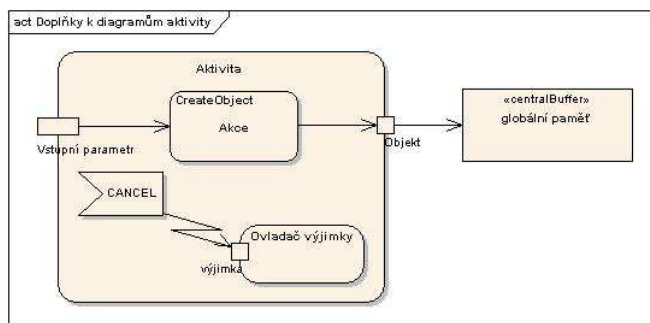 act Doplňky k diagramům aktivity
Aktivita
CreateObject
Akce
Vstupní parametr
Objekt
«centralBuffer»
globální paměť
CANCEL
Ovladač výjimky
výjimka